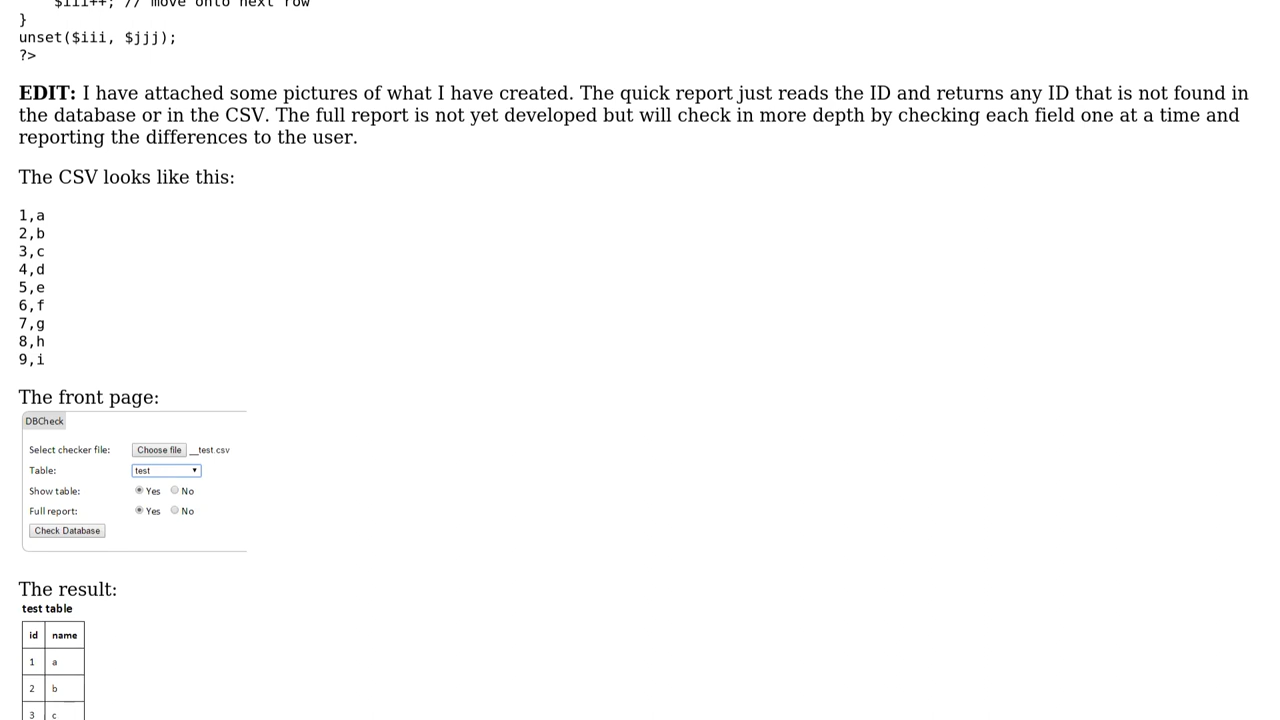 $iii++; // move onto next row
}
unset($iii, $jjj);
?>
EDIT: I have attached some pictures of what I have created. The quick report just reads the ID and returns any ID that is not found in
the database or in the CSV. The full report is not yet developed but will check in more depth by checking each field one at a time and
reporting the differences to the user.
The CSV looks like this:
1,a
2,b
3,c
4,d
5,e
6,f
7,g
8,h
9,i
The front page:
DBCheck
Select checker file: Choose file __test.csv
Table: test
Show table: Yes No
Full report: Yes No
Check Database
The result:
test table
id name
1 a
2 b
3 c